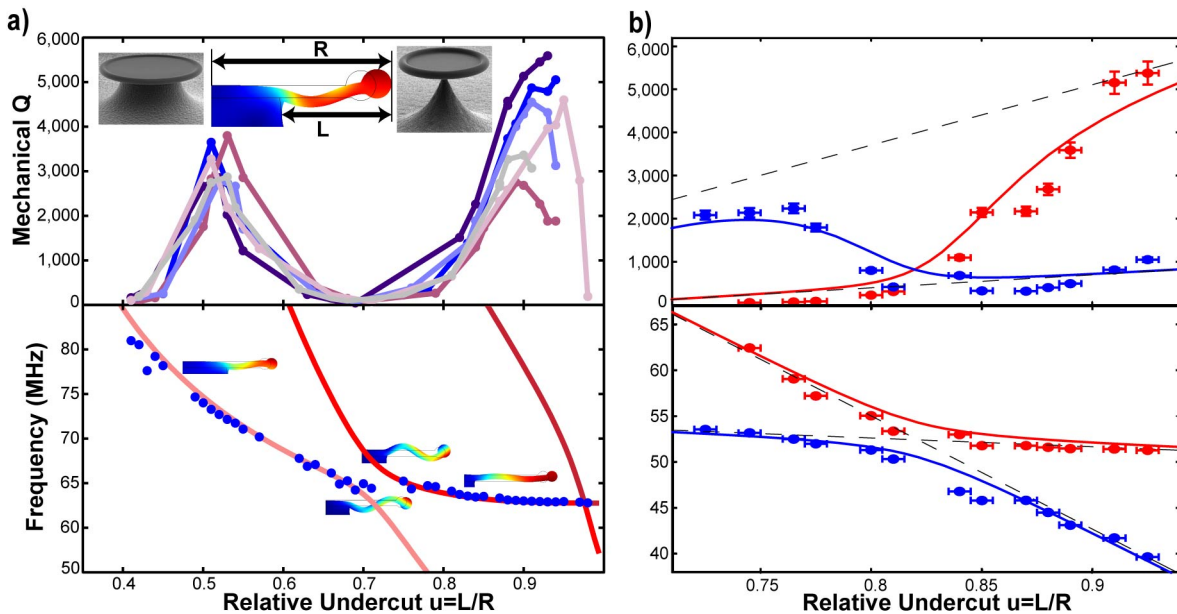 a)
b)
Mechanical Q
6,000
5,000
4,000
3,000
2,000
1,000
0
R
L
6,000
5,000
4,000
3,000
2,000
1,000
0
Frequency (MHz)
80
75
70
65
60
55
50
65
60
55
50
45
40
0.4 0.5 0.6 0.7 0.8 0.9
Relative Undercut u=L/R
0.75 0.8 0.85 0.9
Relative Undercut u=L/R